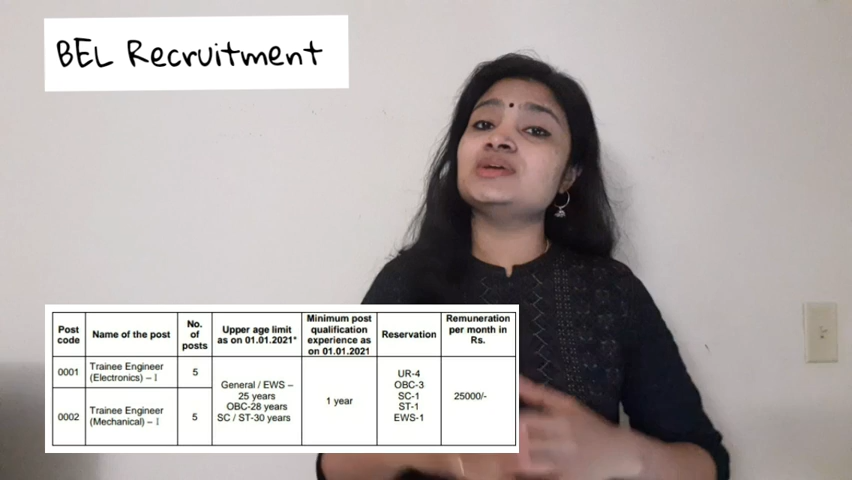 BEL Recruitment
Post code
Name of the post
No. of posts
Upper age limit as on 01.01.2021*
Minimum post qualification experience as on 01.01.2021
Reservation
Remuneration per month in Rs.
0001
Trainee Engineer (Electronics) – I
5
0002
Trainee Engineer (Mechanical) – I
5
General / EWS –
25 years
OBC-28 years
SC / ST-30 years
1 year
UR-4
OBC-3
SC-1
ST-1
EWS-1
25000/-